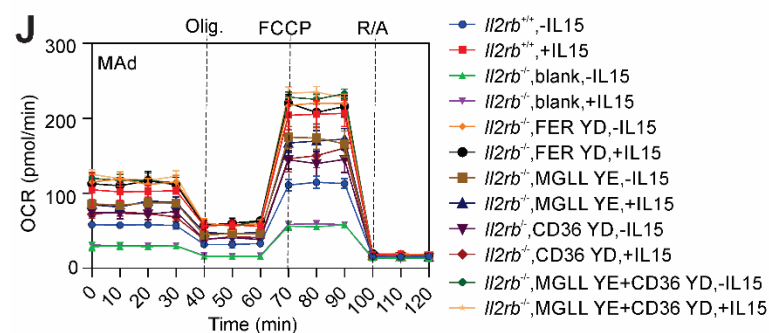 J
Olig. FCCP R/A
MAd
OCR (pmol/min)
300
200
100
0
0 10 20 30 40 50 60 70 80 90 100 110 120
Time (min)
Il2rb+/+,-IL15
Il2rb+/+,+IL15
Il2rb-/-,blank,-IL15
Il2rb-/-,blank,+IL15
Il2rb-/-,FER YD,-IL15
Il2rb-/-,FER YD,+IL15
Il2rb-/-,MGLL YE,-IL15
Il2rb-/-,MGLL YE,+IL15
Il2rb-/-,CD36 YD,-IL15
Il2rb-/-,CD36 YD,+IL15
Il2rb-/-,MGLL YE+CD36 YD,-IL15
Il2rb-/-,MGLL YE+CD36 YD,+IL15